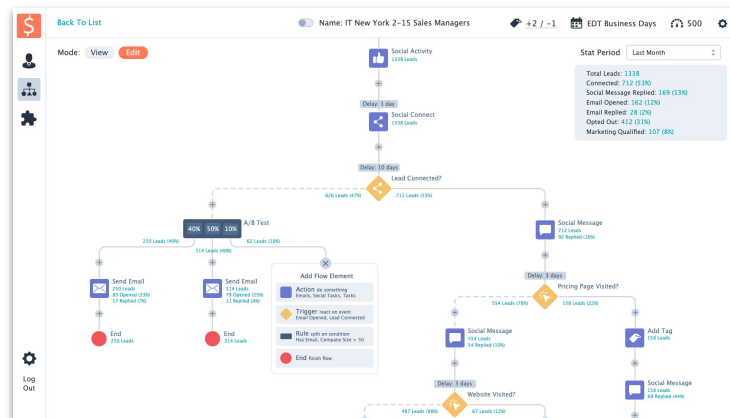 Back To List
Name: IT New York 2-15 Sales Managers
+2 / -1
EDT Business Days
500
Mode:
View
Edit
Stat Period
Last Month
Total Leads: 1338
Connected: 712 (53%)
Social Message Replied: 169 (13%)
Email Opened: 162 (12%)
Email Replied: 28 (2%)
Opted Out: 412 (31%)
Marketing Qualified: 107 (8%)
Social Activity
1338 Leads
Delay: 1 day
Social Connect
1338 Leads
Delay: 10 days
Lead Connected?
626 Leads (47%)
712 Leads (53%)
A/B Test
40% 50% 10%
250 Leads (40%)
314 Leads (50%)
62 Leads (10%)
Social Message
712 Leads
92 Replied (18%)
Send Email
250 Leads
83 Opened (33%)
17 Replied (7%)
Send Email
314 Leads
79 Opened (25%)
11 Replied (4%)
Add Flow Element
Action do something
Emails, Social Tasks, Tasks
Trigger react on event
Email Opened, Lead Connected
Rule split on condition
Has Email, Company Size > 50
End finish flow
End
250 Leads
End
314 Leads
Delay: 3 days
Pricing Page Visited?
554 Leads (78%)
158 Leads (22%)
Social Message
554 Leads
54 Replied (10%)
Add Tag
158 Leads
Delay: 3 days
Website Visited?
487 Leads (88%)
67 Leads (12%)
Social Message
158 Leads
69 Replied (44%)
Log
Out